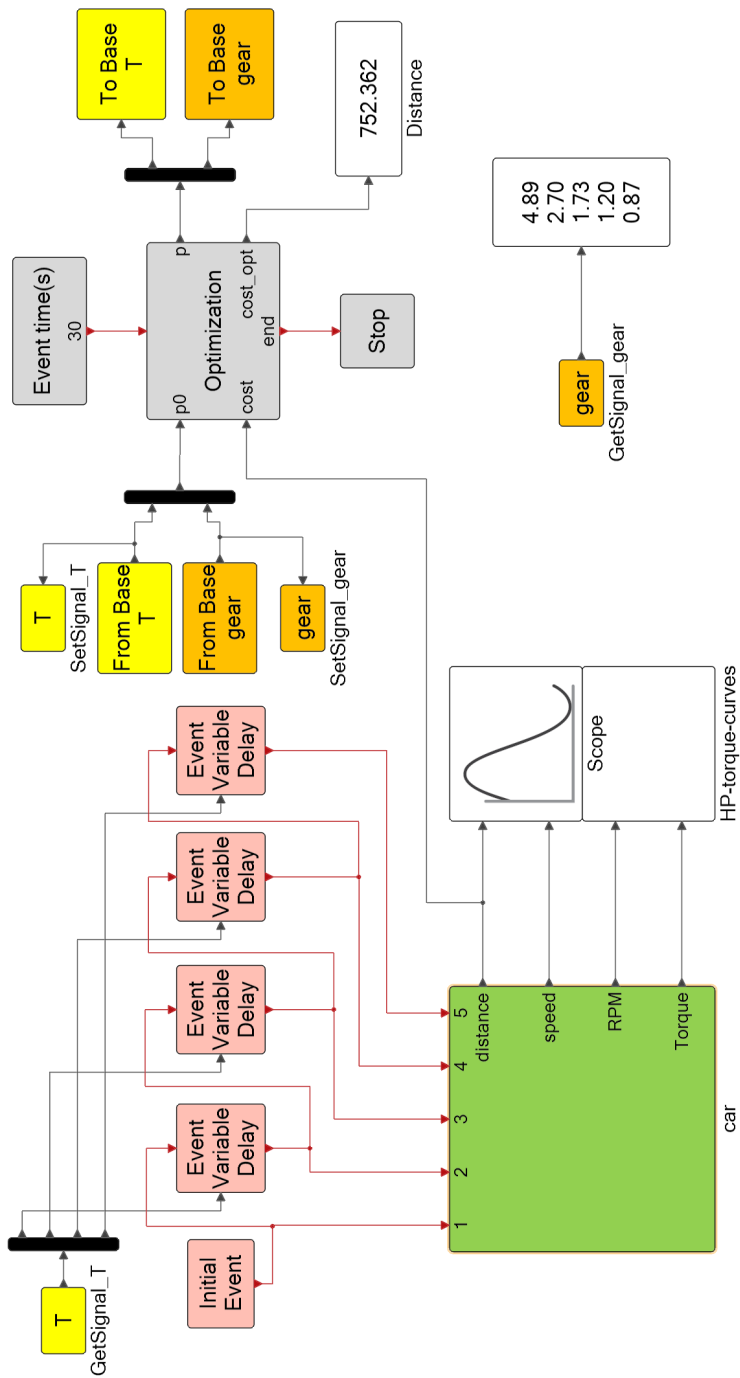 T
GetSignal_T
Initial
Event
Event
Variable
Delay
Event
Variable
Delay
Event
Variable
Delay
Event
Variable
Delay
1
2
3
4
5
distance
speed
RPM
Torque
car
Scope
HP-torque-curves
T
SetSignal_T
From Base
T
From Base
gear
gear
SetSignal_gear
Event time(s)
30
p0
p
Optimization
cost
cost_opt
end
Stop
To Base
T
To Base
gear
752.362
Distance
gear
GetSignal_gear
4.89
2.70
1.73
1.20
0.87